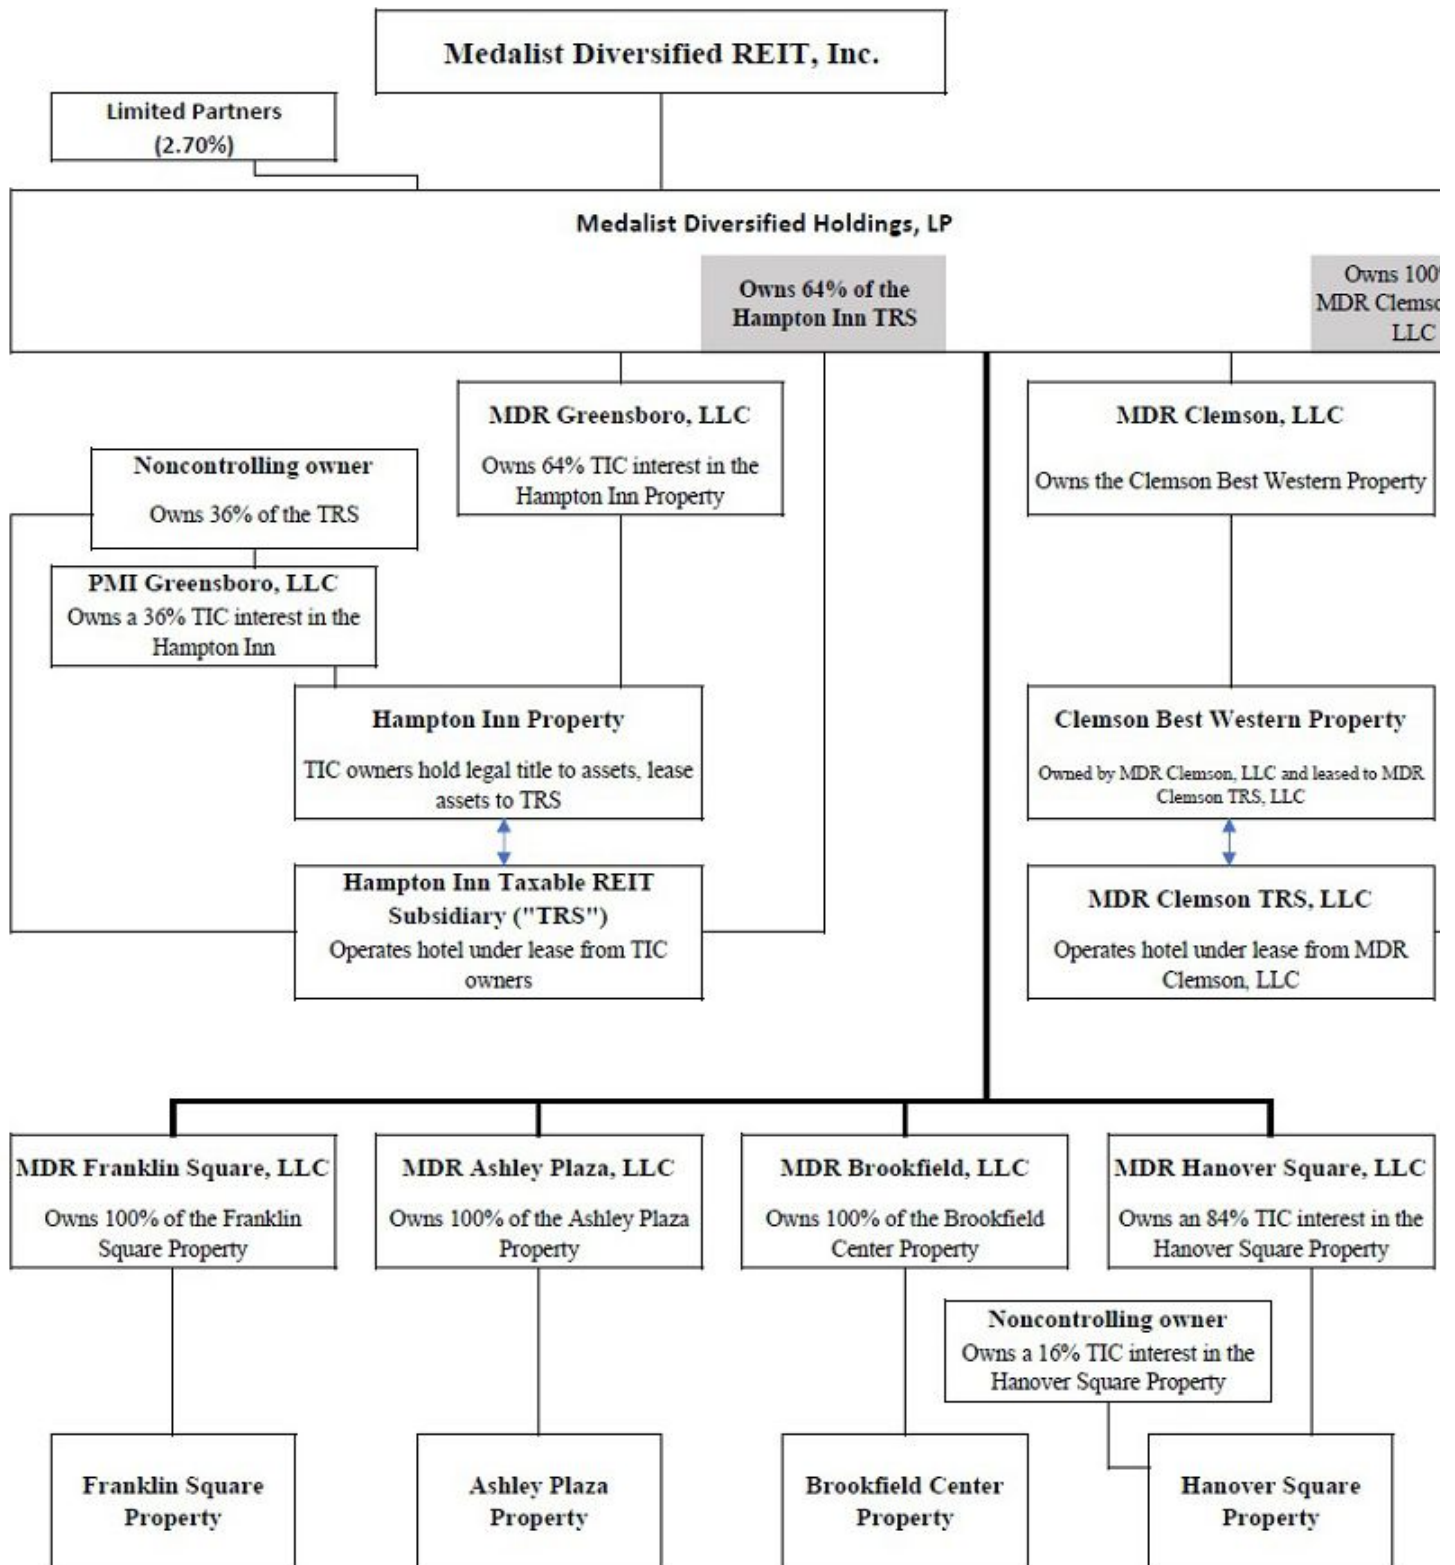 Medalist Diversified REIT, Inc.
Limited Partners
(2.70%)
Medalist Diversified Holdings, LP
Owns 64% of the
Hampton Inn TRS
Owns 100
MDR Clemso
LLC
MDR Greensboro, LLC
Owns 64% TIC interest in the
Hampton Inn Property
MDR Clemson, LLC
Owns the Clemson Best Western Property
Noncontrolling owner
Owns 36% of the TRS
PMI Greensboro, LLC
Owns a 36% TIC interest in the
Hampton Inn
Hampton Inn Property
TIC owners hold legal title to assets, lease
assets to TRS
Clemson Best Western Property
Owned by MDR Clemson, LLC and leased to MDR
Clemson TRS, LLC
Hampton Inn Taxable REIT
Subsidiary ("TRS")
Operates hotel under lease from TIC
owners
MDR Clemson TRS, LLC
Operates hotel under lease from MDR
Clemson, LLC
MDR Franklin Square, LLC
Owns 100% of the Franklin
Square Property
MDR Ashley Plaza, LLC
Owns 100% of the Ashley Plaza
Property
MDR Brookfield, LLC
Owns 100% of the Brookfield
Center Property
MDR Hanover Square, LLC
Owns an 84% TIC interest in the
Hanover Square Property
Noncontrolling owner
Owns a 16% TIC interest in the
Hanover Square Property
Franklin Square
Property
Ashley Plaza
Property
Brookfield Center
Property
Hanover Square
Property